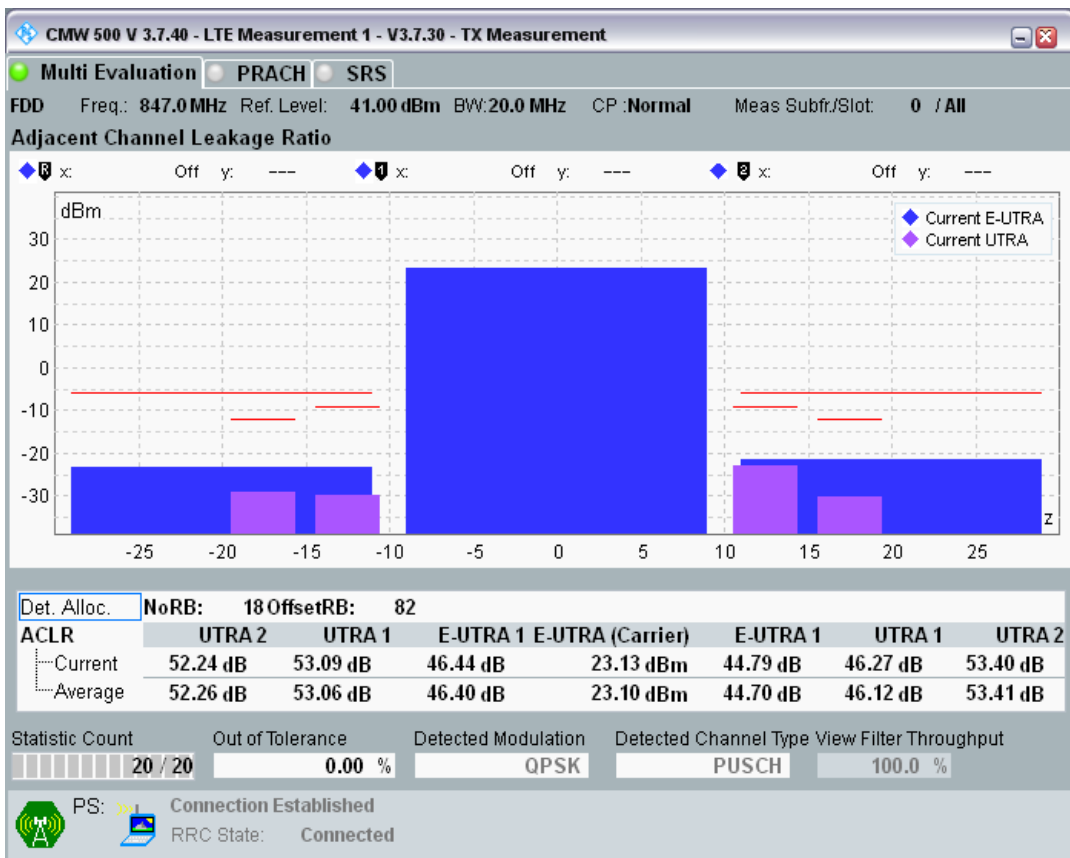 CMW 500 V 3.7.40 - LTE Measurement 1 - V3.7.30 - TX Measurement
Multi Evaluation PRACH SRS
FDD Freq.: 847.0 MHz Ref. Level: 41.00 dBm BW:20.0 MHz CP :Normal Meas Subfr./Slot: 0 / All
Adjacent Channel Leakage Ratio
R x: Off y: --- 1 x: Off y: --- 2 x: Off y: ---
dBm
Current E-UTRA
Current UTRA
30
20
10
0
-10
-20
-30
z
-25 -20 -15 -10 -5 0 5 10 15 20 25
Det. Alloc. NoRB: 18 OffsetRB: 82
ACLR UTRA 2 UTRA 1 E-UTRA 1 E-UTRA (Carrier) E-UTRA 1 UTRA 1 UTRA 2
Current 52.24 dB 53.09 dB 46.44 dB 23.13 dBm 44.79 dB 46.27 dB 53.40 dB
Average 52.26 dB 53.06 dB 46.40 dB 23.10 dBm 44.70 dB 46.12 dB 53.41 dB
Statistic Count Out of Tolerance Detected Modulation Detected Channel Type View Filter Throughput
20 / 20 0.00 % QPSK PUSCH 100.0 %
PS: Connection Established
RRC State: Connected